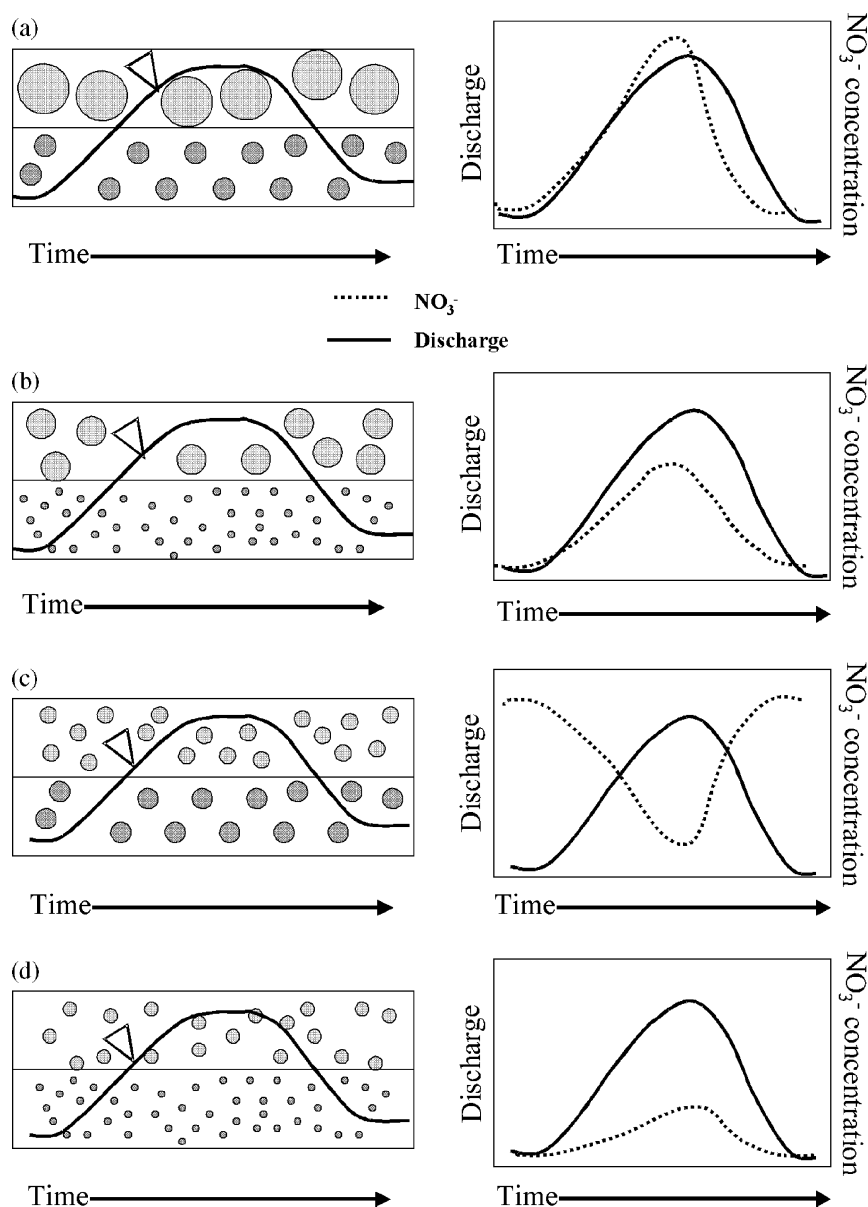 (a)
Discharge
NO₃⁻ concentration
Time
Time
NO₃⁻
Discharge
(b)
Discharge
NO₃⁻ concentration
Time
Time
(c)
Discharge
NO₃⁻ concentration
Time
Time
(d)
Discharge
NO₃⁻ concentration
Time
Time